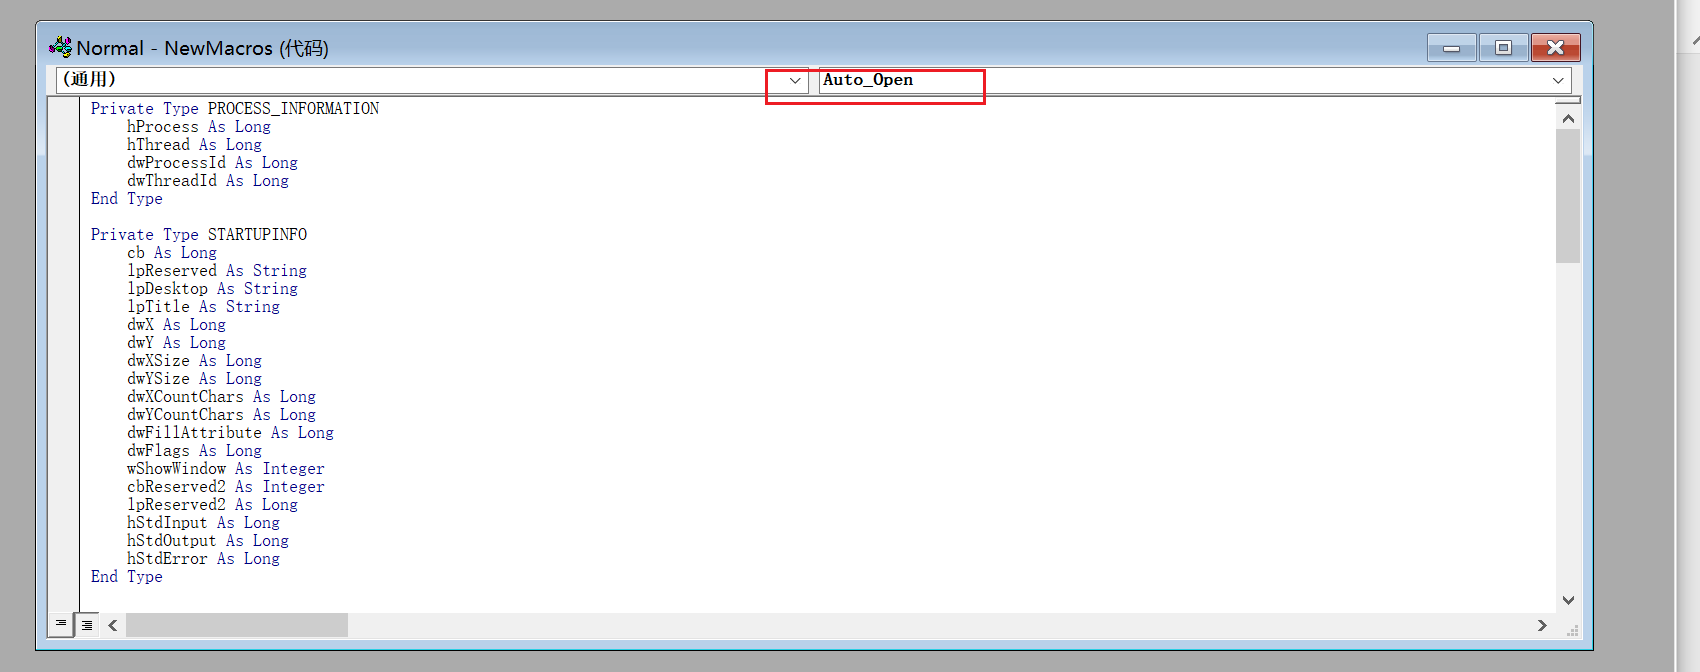 Normal - NewMacros (代码)
(通用) Auto_Open
Private Type PROCESS_INFORMATION
hProcess As Long
hThread As Long
dwProcessId As Long
dwThreadId As Long
End Type
Private Type STARTUPINFO
cb As Long
lpReserved As String
lpDesktop As String
lpTitle As String
dwX As Long
dwY As Long
dwXSize As Long
dwYSize As Long
dwXCountChars As Long
dwYCountChars As Long
dwFillAttribute As Long
dwFlags As Long
wShowWindow As Integer
cbReserved2 As Integer
lpReserved2 As Long
hStdInput As Long
hStdOutput As Long
hStdError As Long
End Type